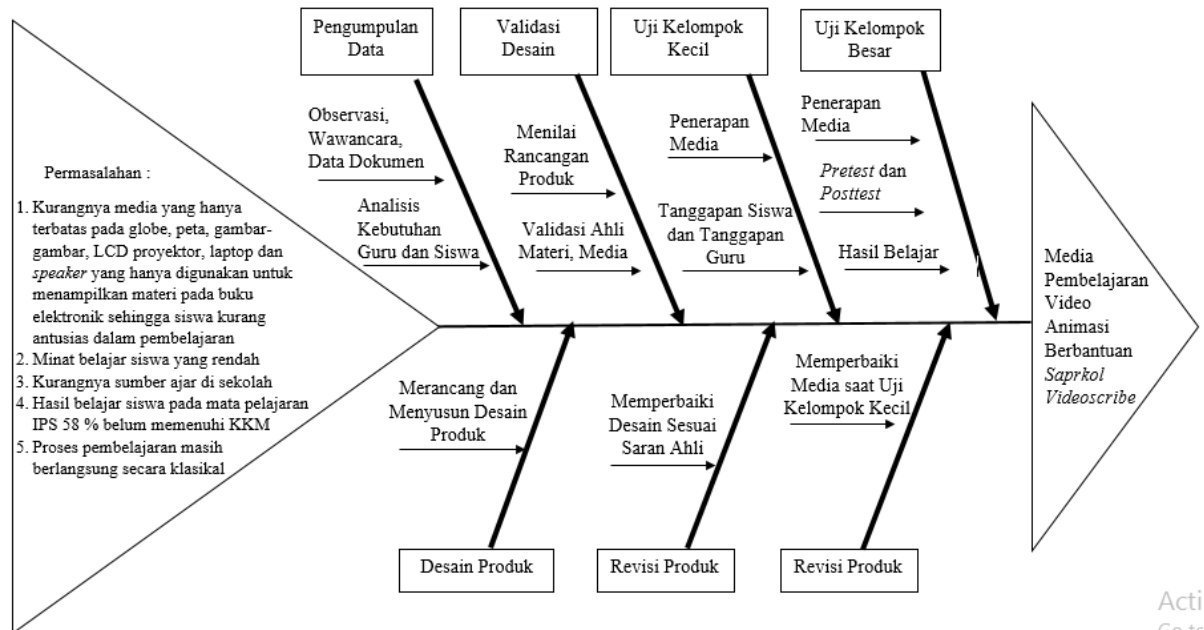 Pengumpulan
Data
Validasi
Desain
Uji Kelompok
Kecil
Uji Kelompok
Besar
Observasi,
Wawancara,
Data Dokumen
Analisis
Kebutuhan
Guru dan Siswa
Menilai
Rancangan
Produk
Validasi Ahli
Materi, Media
Penerapan
Media
Tanggapan Siswa
dan Tanggapan
Guru
Penerapan
Media
Pretest dan
Posttest
Hasil Belajar
Permasalahan :
1. Kurangnya media yang hanya
terbatas pada globe, peta, gambar-
gambar, LCD proyektor, laptop dan
speaker yang hanya digunakan untuk
menampilkan materi pada buku
elektronik sehingga siswa kurang
antusias dalam pembelajaran
2. Minat belajar siswa yang rendah
3. Kurangnya sumber ajar di sekolah
4. Hasil belajar siswa pada mata pelajaran
IPS 58 % belum memenuhi KKM
5. Proses pembelajaran masih
berlangsung secara klasikal
Media
Pembelajaran
Video
Animasi
Berbantuan
Saprkol
Videoscribe
Merancang dan
Menyusun Desain
Produk
Memperbaiki
Desain Sesuai
Saran Ahli
Memperbaiki
Media saat Uji
Kelompok Kecil
Desain Produk
Revisi Produk
Revisi Produk
Acti